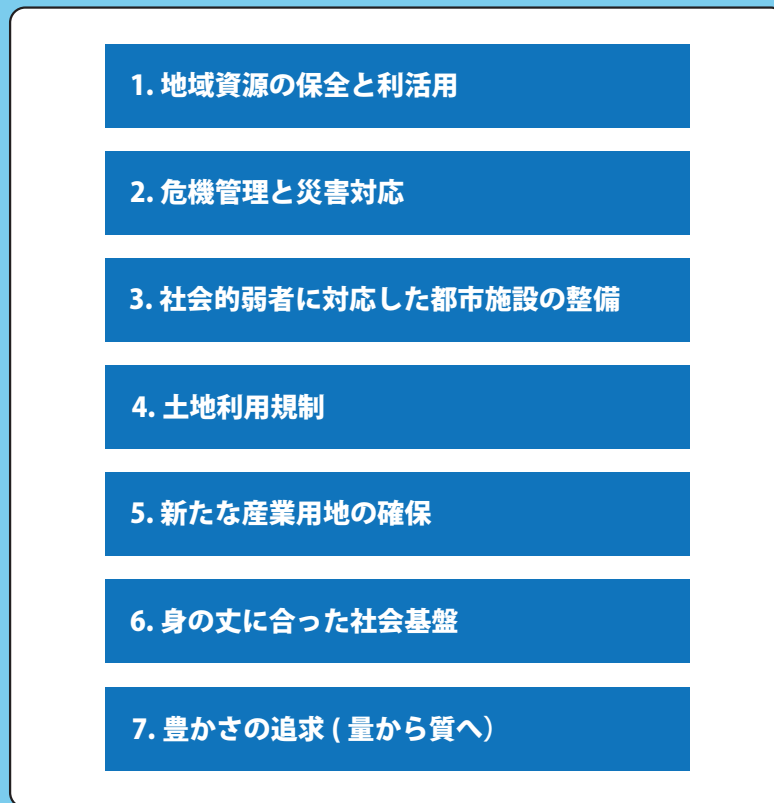 1. 地域資源の保全と利活用
2. 危機管理と災害対応
3. 社会的弱者に対応した都市施設の整備
4. 土地利用規制
5. 新たな産業用地の確保
6. 身の丈に合った社会基盤
7. 豊かさの追求 ( 量から質へ）